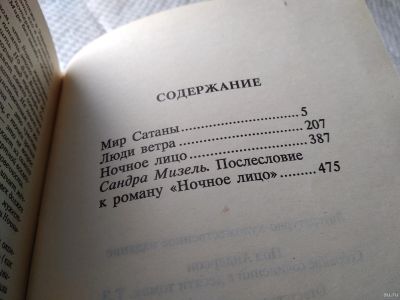 СОДЕРЖАНИЕ
Мир Сатаны..................5
Люди ветра..................207
Ночное лицо..................387
Сандра Мизель. Послесловие
к роману «Ночное лицо»........475